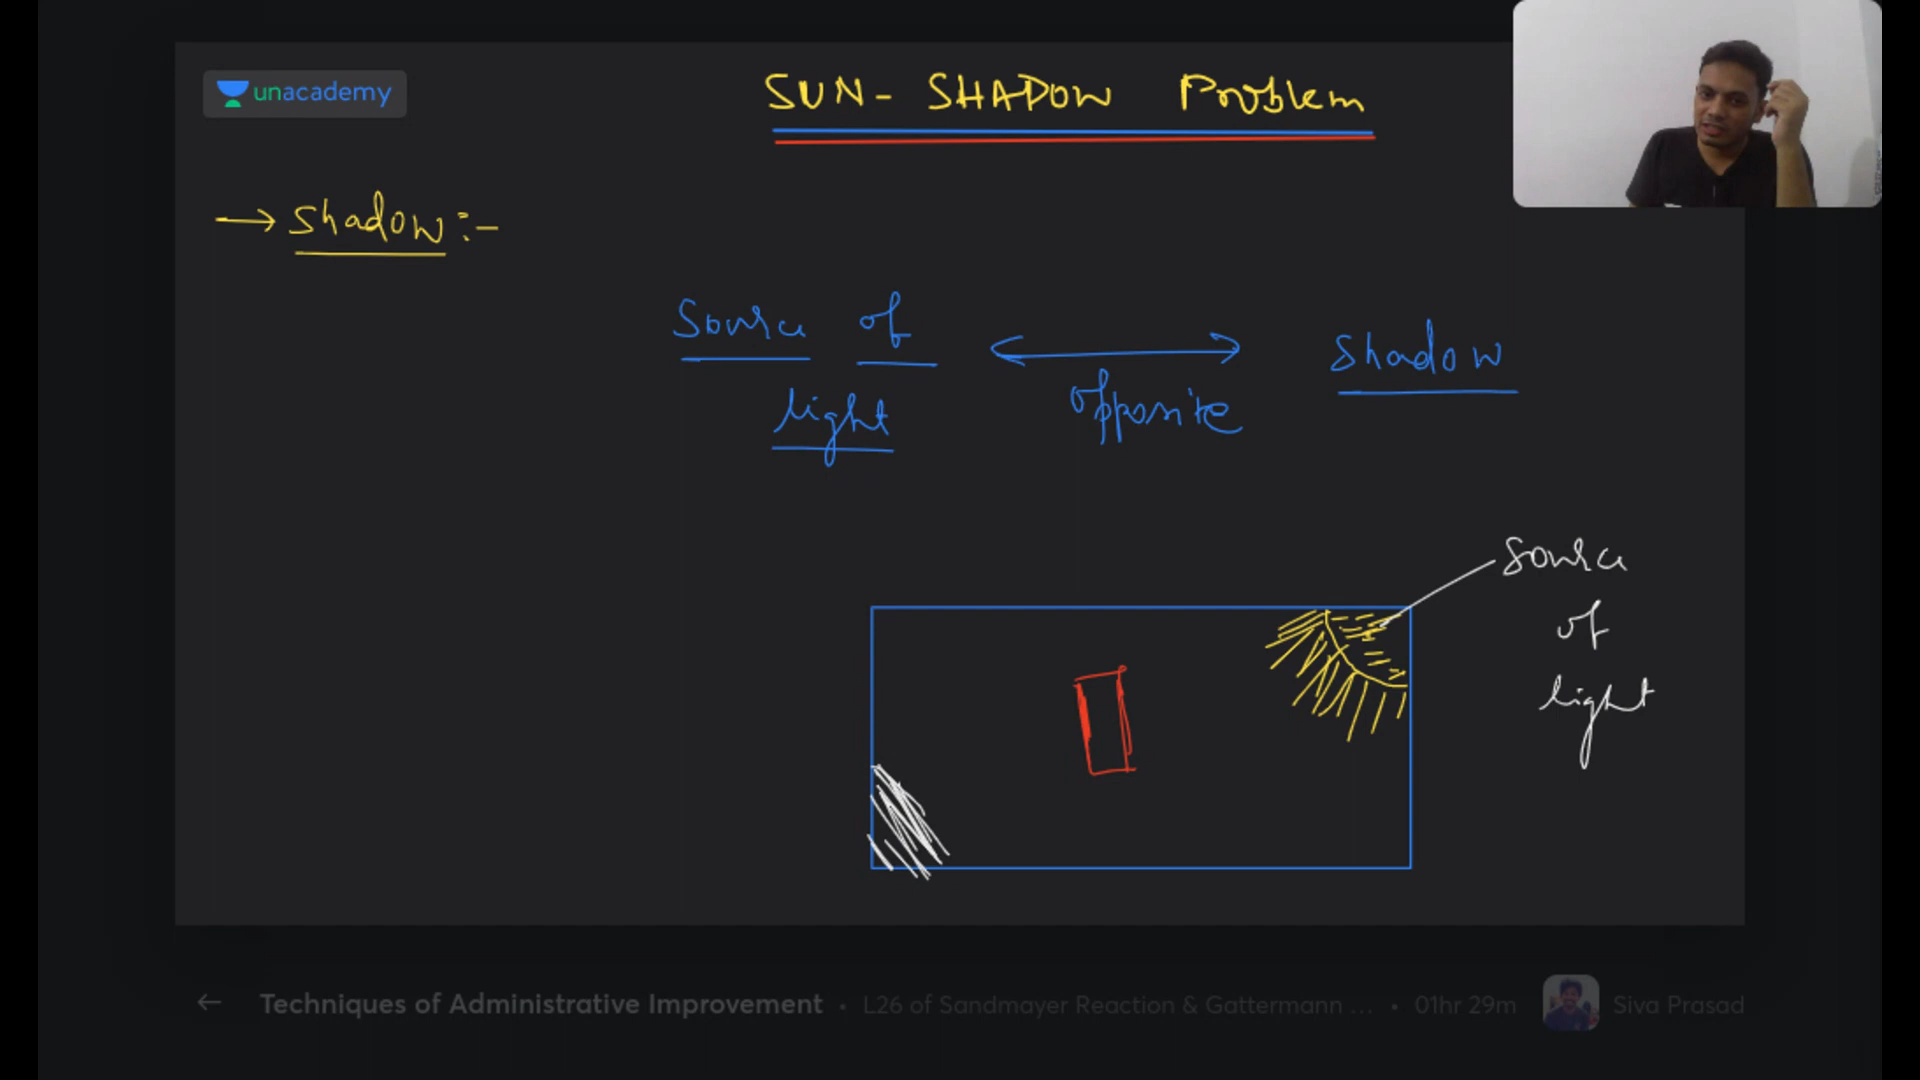 unacademy
SUN- SHADOW Problem
→ Shadow :-
Source of
light
opposite
Shadow
Source
of
light
← Techniques of Administrative Improvement • L26 of Sandmayer Reaction & Gattermann ... • 01hr 29m Siva Prasad